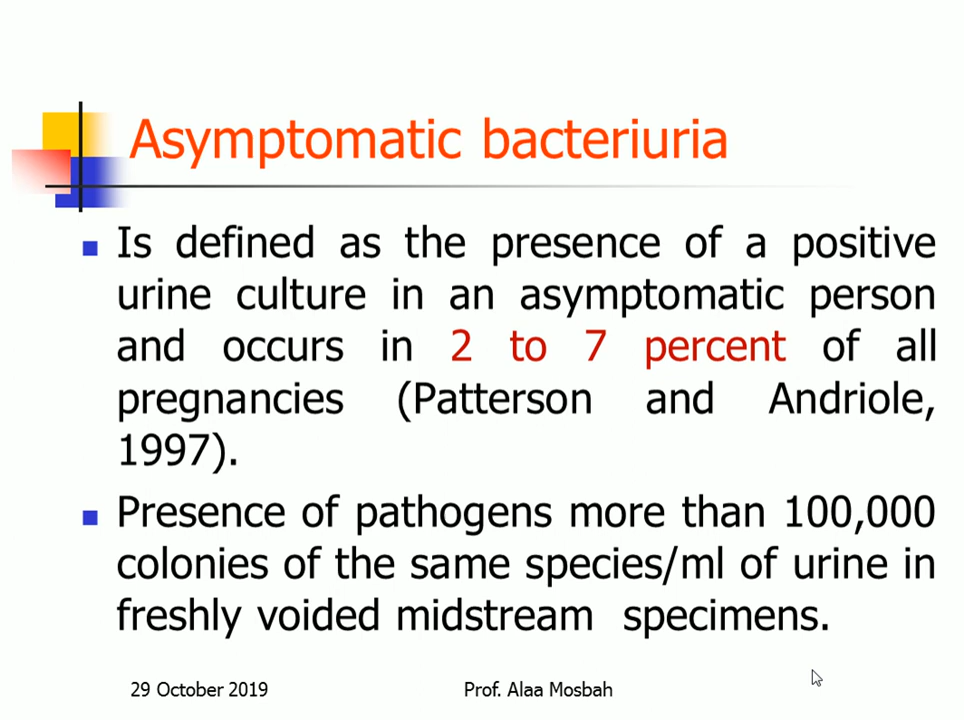 Asymptomatic bacteriuria
Is defined as the presence of a positive
urine culture in an asymptomatic person
and occurs in 2 to 7 percent of all
pregnancies (Patterson and Andriole,
1997).
Presence of pathogens more than 100,000
colonies of the same species/ml of urine in
freshly voided midstream specimens.
29 October 2019 Prof. Alaa Mosbah